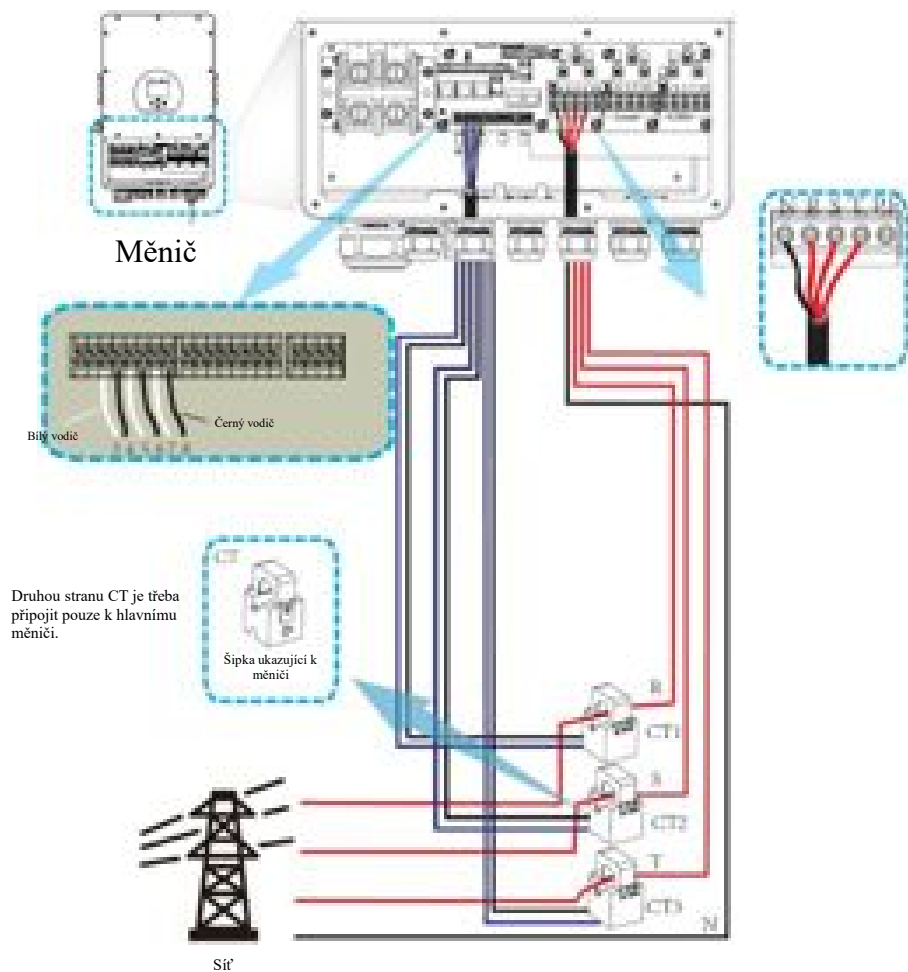 Měnič
Bílý vodič
Černý vodič
CT
Druhou stranu CT je třeba
připojit pouze k hlavnímu
měniči.
Šipka ukazující k
měniči
R
CT1
S
CT2
T
CT3
N
Síť